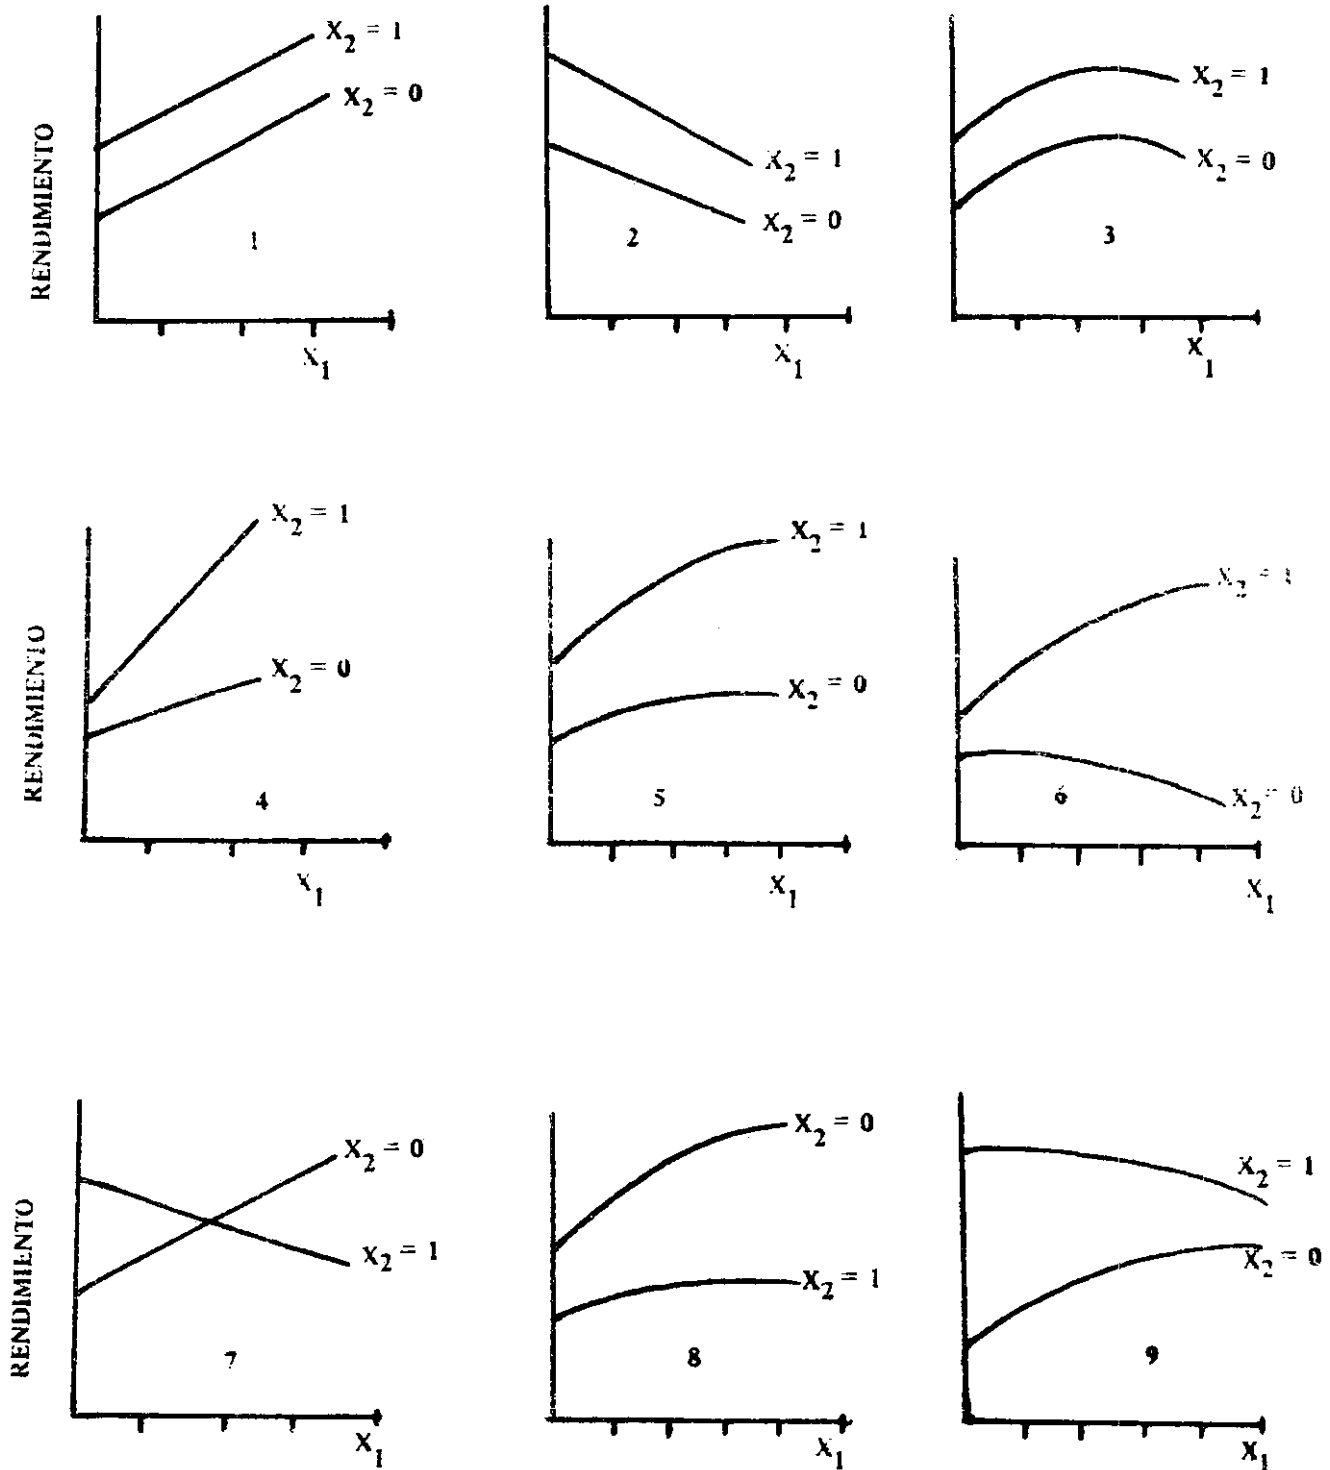 RENDIMIENTO
X₂ = 1
X₂ = 0
1
X₁
X₂ = 1
X₂ = 0
2
X₁
X₂ = 1
X₂ = 0
3
X₁
RENDIMIENTO
X₂ = 1
X₂ = 0
4
X₁
X₂ = 1
X₂ = 0
5
X₁
X₂ = 1
X₂ = 0
6
X₁
RENDIMIENTO
X₂ = 0
X₂ = 1
7
X₁
X₂ = 0
X₂ = 1
8
X₁
X₂ = 1
X₂ = 0
9
X₁